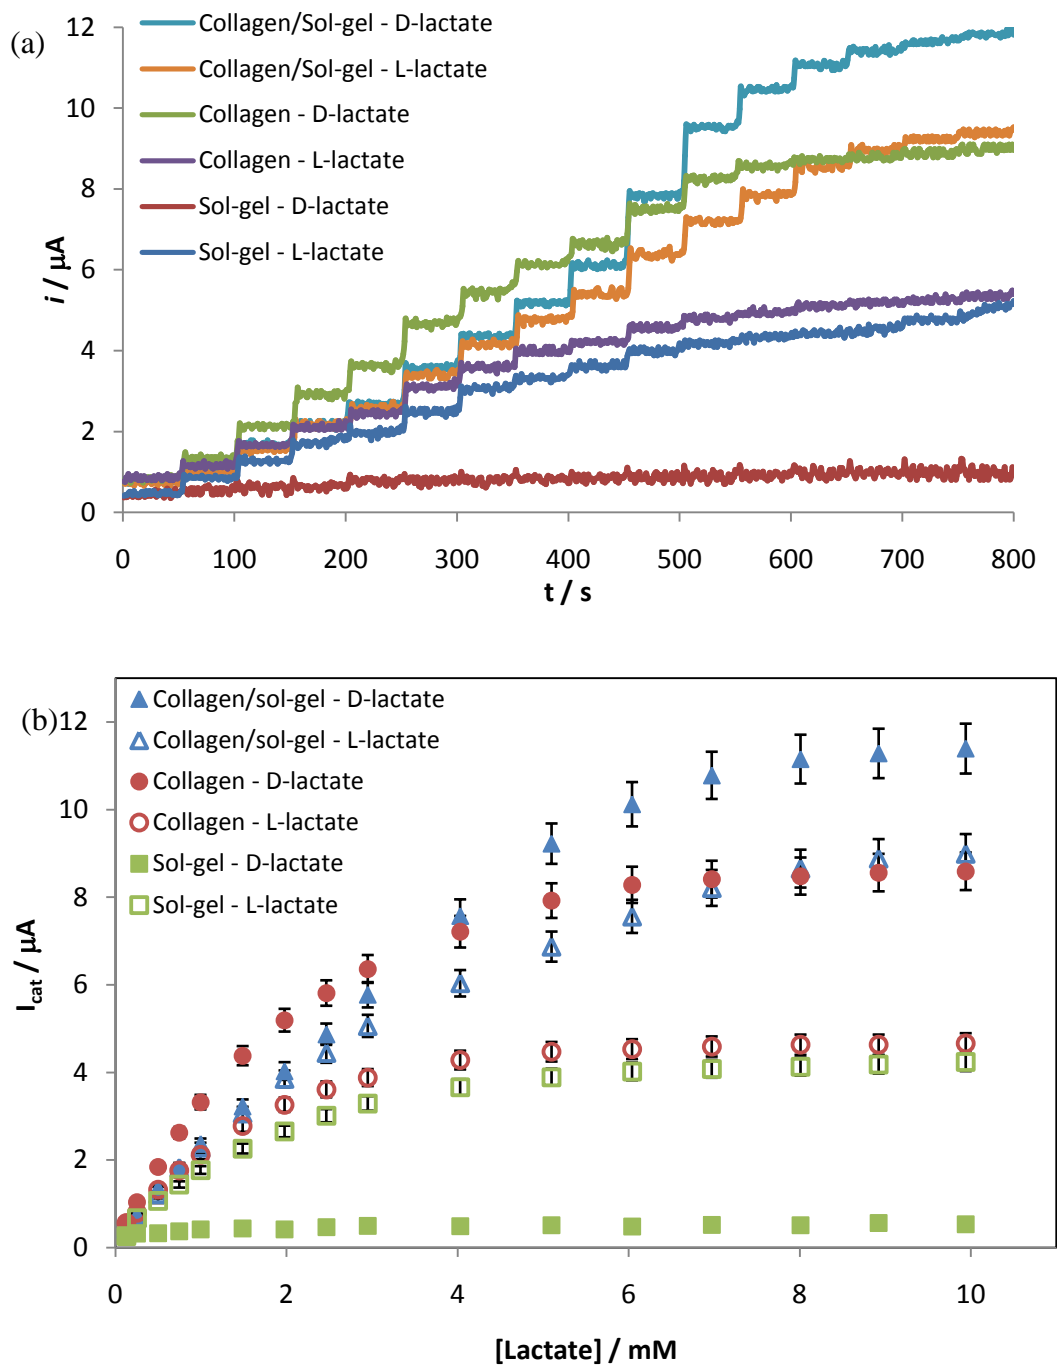 (a)
12
10
8
6
4
2
0
i / µA
Collagen/Sol-gel - D-lactate
Collagen/Sol-gel - L-lactate
Collagen - D-lactate
Collagen - L-lactate
Sol-gel - D-lactate
Sol-gel - L-lactate
0 100 200 300 400 500 600 700 800
t / s
(b)
12
10
8
6
4
2
0
Icat / µA
Collagen/sol-gel - D-lactate
Collagen/sol-gel - L-lactate
Collagen - D-lactate
Collagen - L-lactate
Sol-gel - D-lactate
Sol-gel - L-lactate
0 2 4 6 8 10
[Lactate] / mM